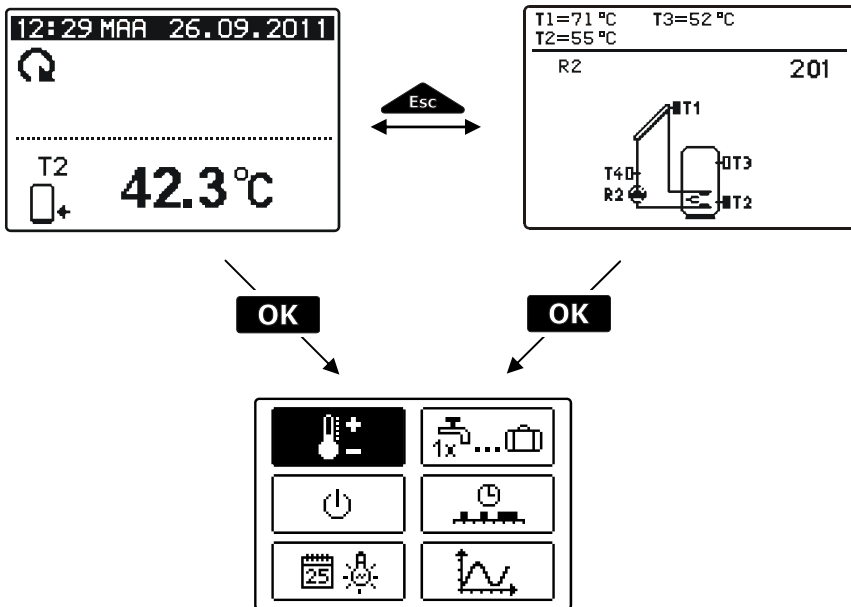 12:29 MAA 26.09.2011
T2
42.3°C
Esc
T1=71°C T3=52°C
T2=55°C
R2 201
T1
T3
T4
R2
T2
OK
OK
1x ...
25